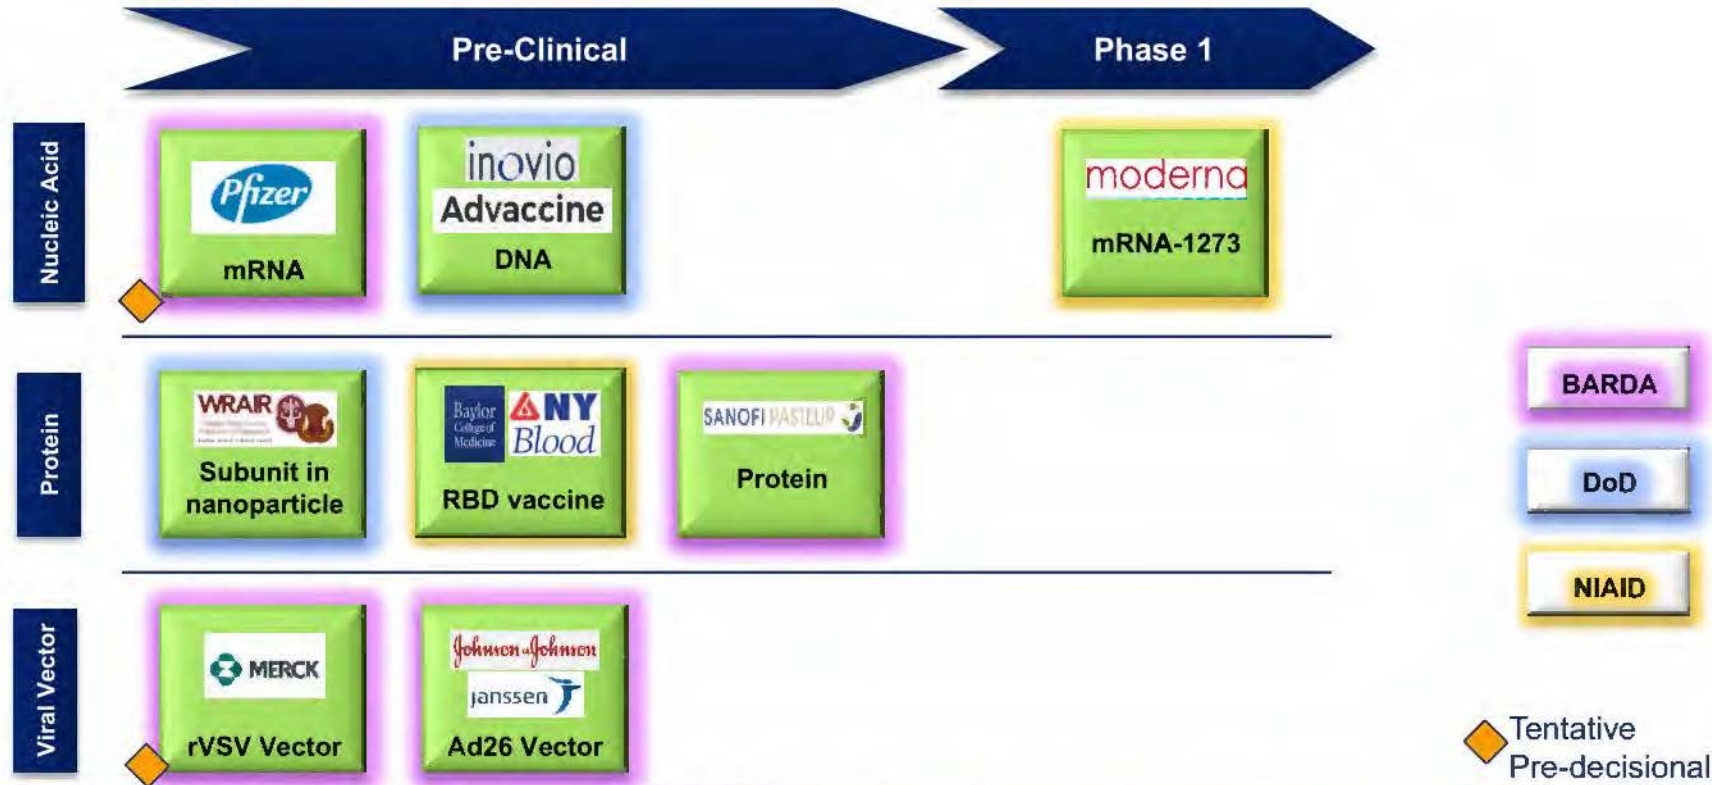 Pre-Clinical
Phase 1
Nucleic Acid
Pfizer
mRNA
inovio
Advaccine
DNA
moderna
mRNA-1273
Protein
WRAIR
Subunit in
nanoparticle
Baylor
College of
Medicine
NY
Blood
RBD vaccine
SANOFI PASTEUR
Protein
Viral Vector
MERCK
rVSV Vector
Johnson & Johnson
janssen
Ad26 Vector
BARDA
DoD
NIAID
Tentative
Pre-decisional